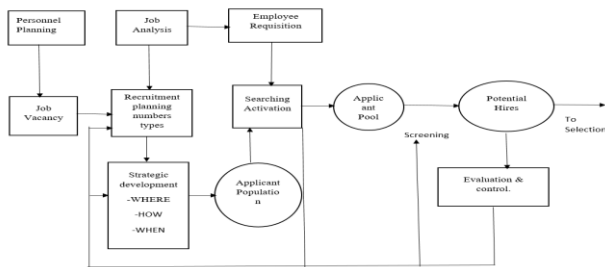 Personnel
Planning
Job
Analysis
Employee
Requisition
Job
Vacancy
Recruitment
planning
numbers
types
Searching
Activation
Applic
ant
Pool
Potential
Hires
Screening
To
Selection
Strategic
development
-WHERE
-HOW
-WHEN
Applicant
Populatio
n
Evaluation &
control.